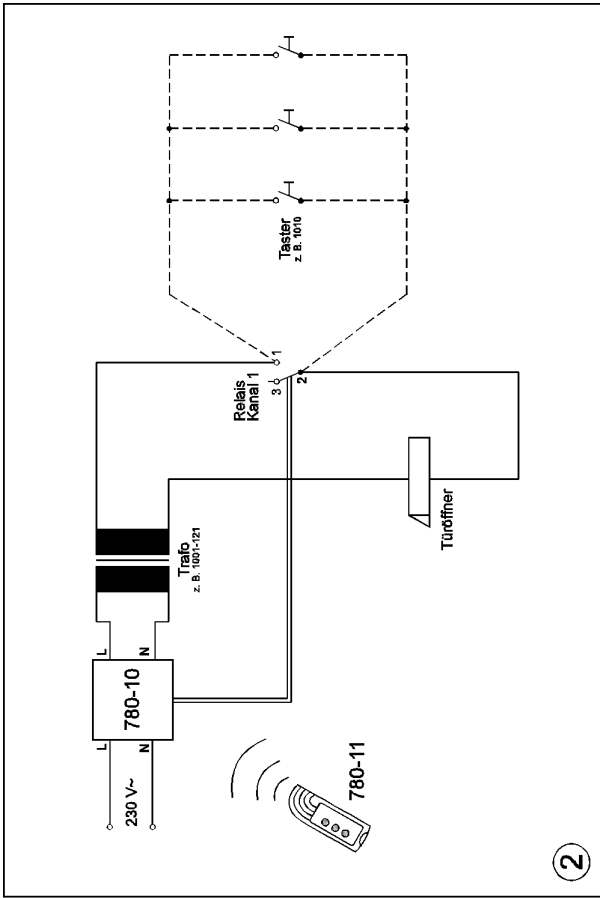 230 V~
L
N
780-10
L
N
Trafo
z. B. 1001-121
780-11
Relais
Kanal 1
3
1
2
Taster
z. B. 1010
Türöffner
2